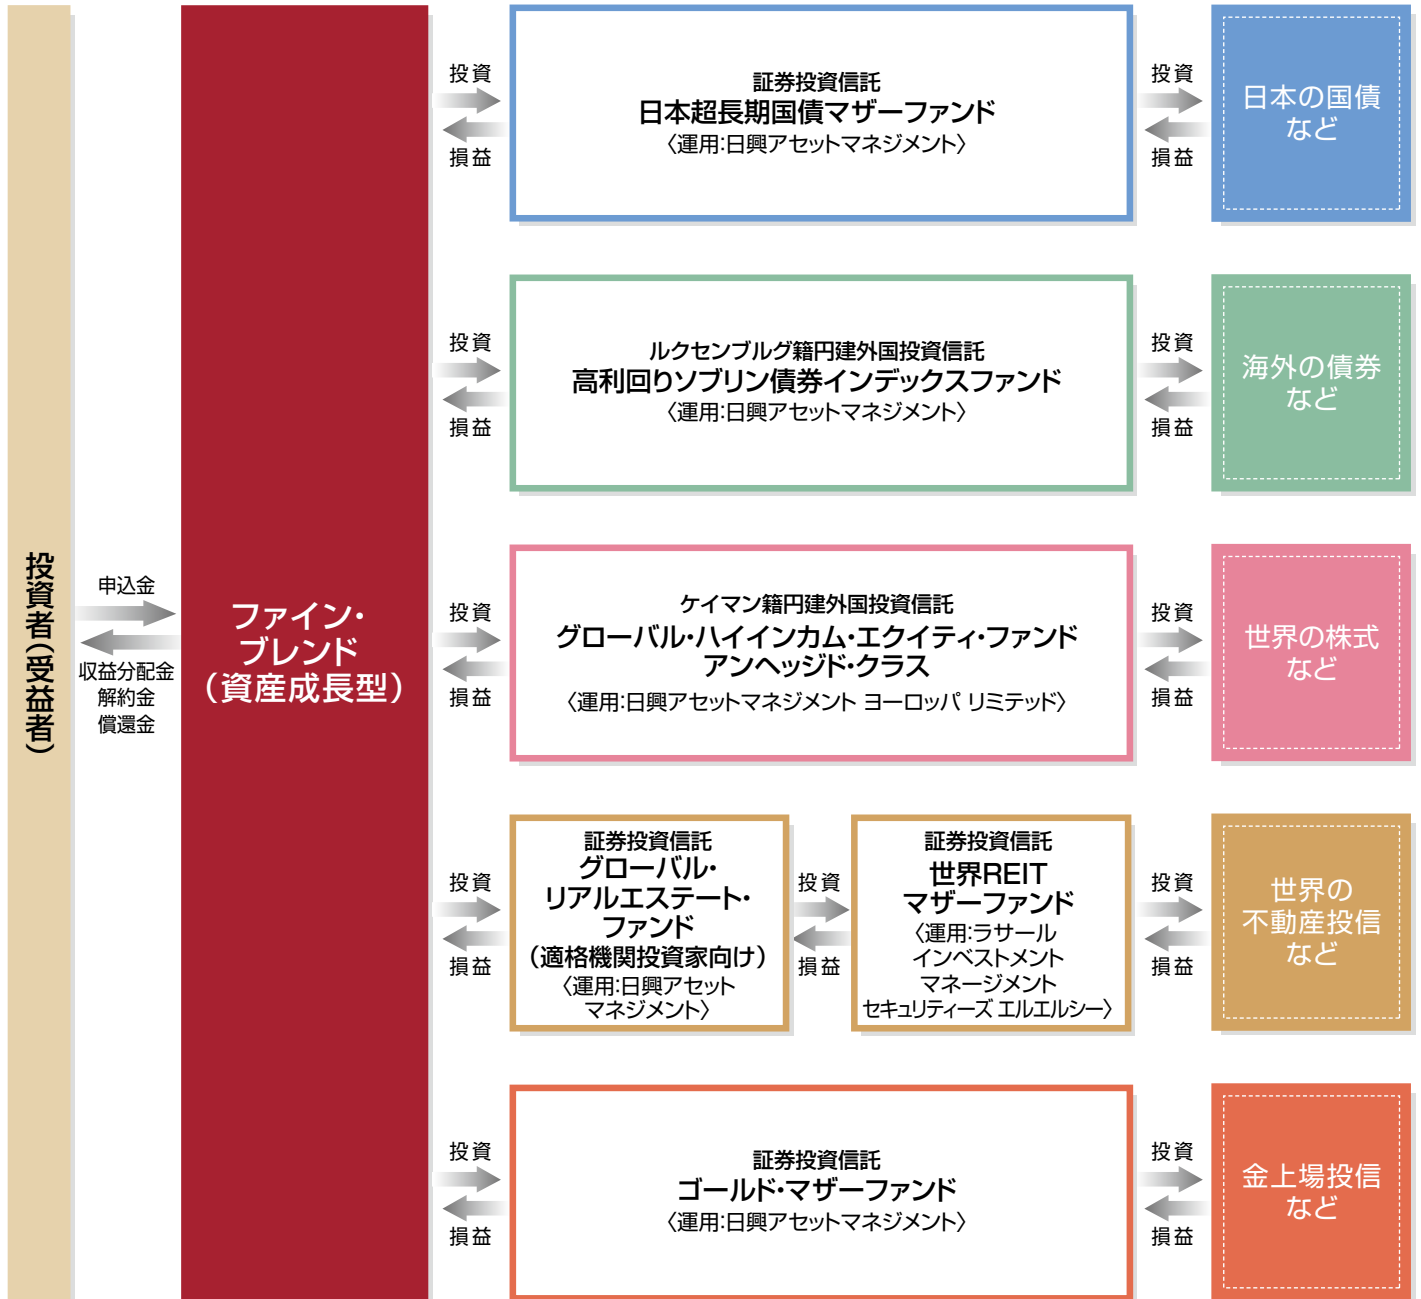 投資者(受益者)
申込金
収益分配金
解約金
償還金
ファイン・
ブレンド
(資産成長型)
投資
損益
証券投資信託
日本超長期国債マザーファンド
〈運用:日興アセットマネジメント〉
投資
損益
日本の国債
など
投資
損益
ルクセンブルグ籍円建外国投資信託
高利回りソブリン債券インデックスファンド
〈運用:日興アセットマネジメント〉
投資
損益
海外の債券
など
投資
損益
ケイマン籍円建外国投資信託
グローバル・ハイインカム・エクイティ・ファンド
アンヘッジド・クラス
〈運用:日興アセットマネジメント ヨーロッパ リミテッド〉
投資
損益
世界の株式
など
投資
損益
証券投資信託
グローバル・
リアルエステート・
ファンド
(適格機関投資家向け)
〈運用:日興アセット
マネジメント〉
投資
損益
証券投資信託
世界REIT
マザーファンド
〈運用:ラサール
インベストメント
マネージメント
セキュリティーズ エルエルシー〉
投資
損益
世界の
不動産投信
など
投資
損益
証券投資信託
ゴールド・マザーファンド
〈運用:日興アセットマネジメント〉
投資
損益
金上場投信
など